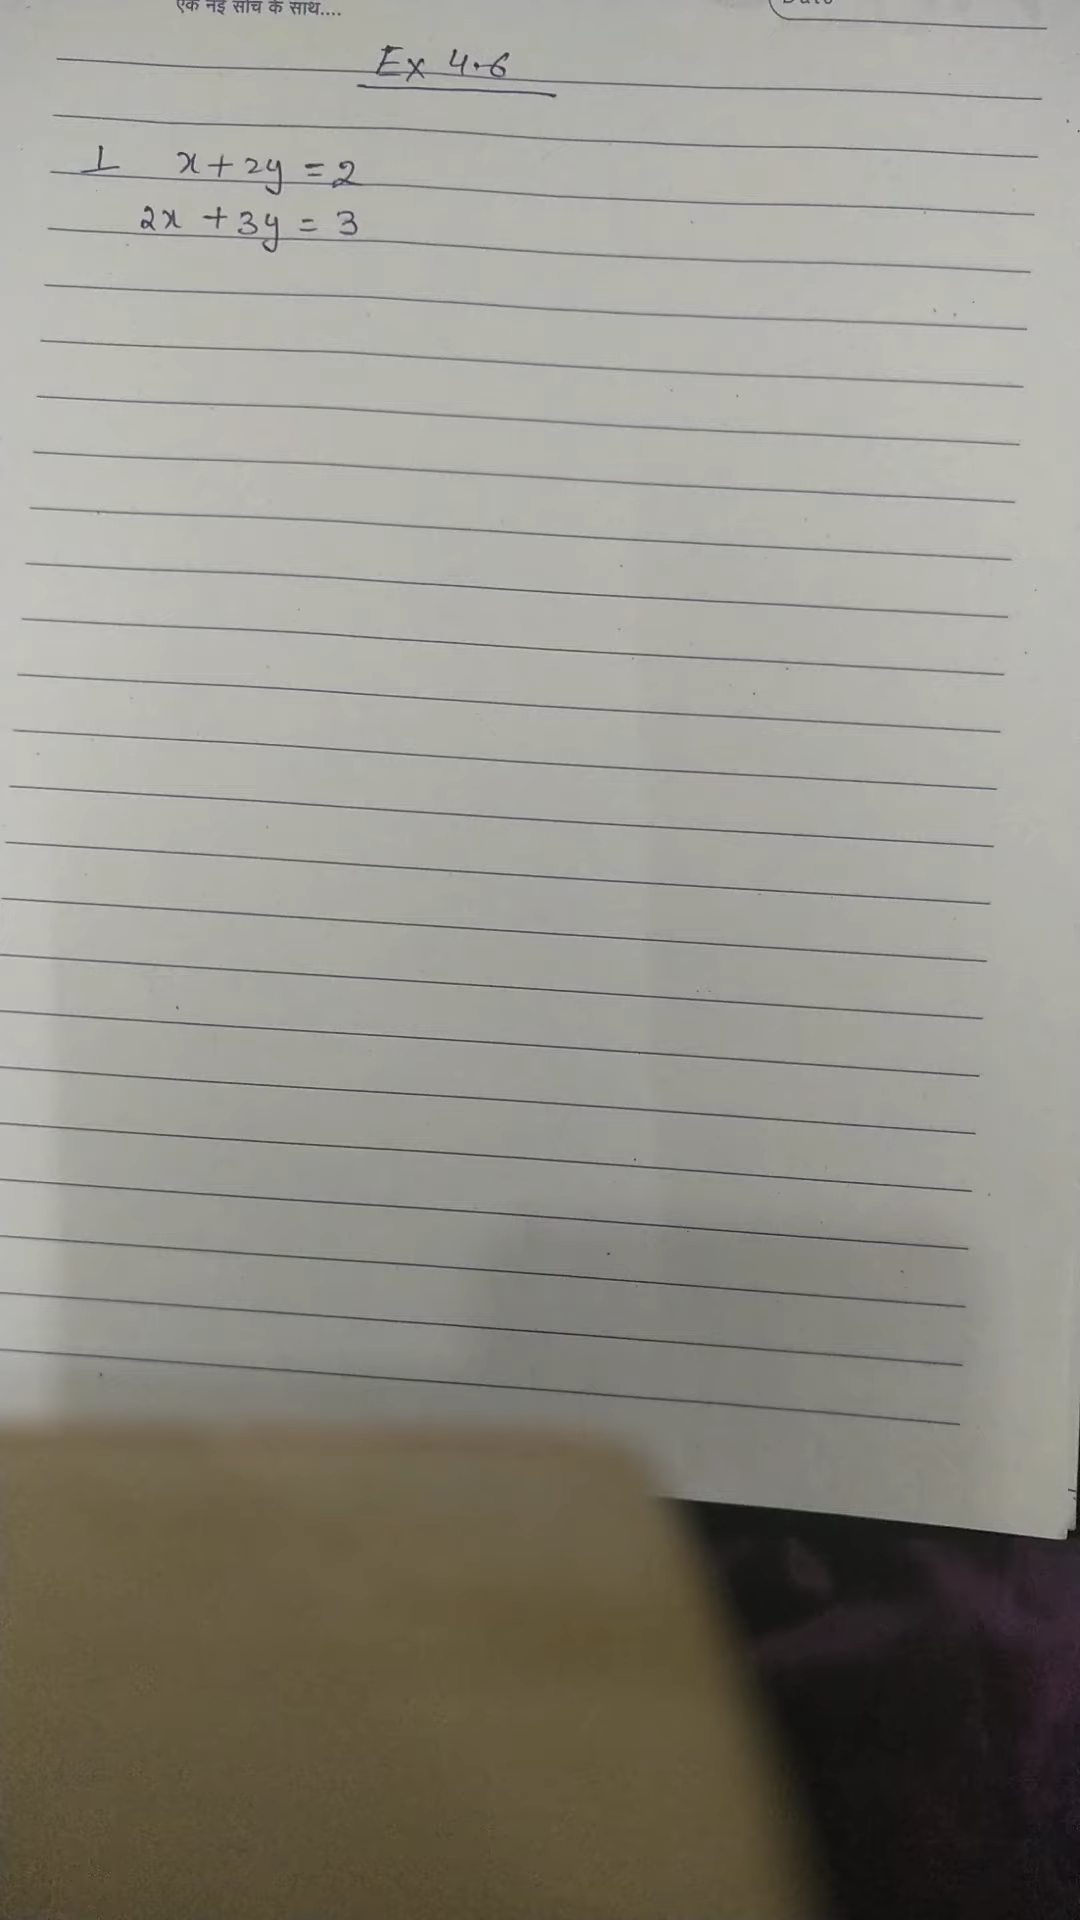 एक नई सोच के साथ....
Ex 4.6
1 x + 2y = 2
2x + 3y = 3